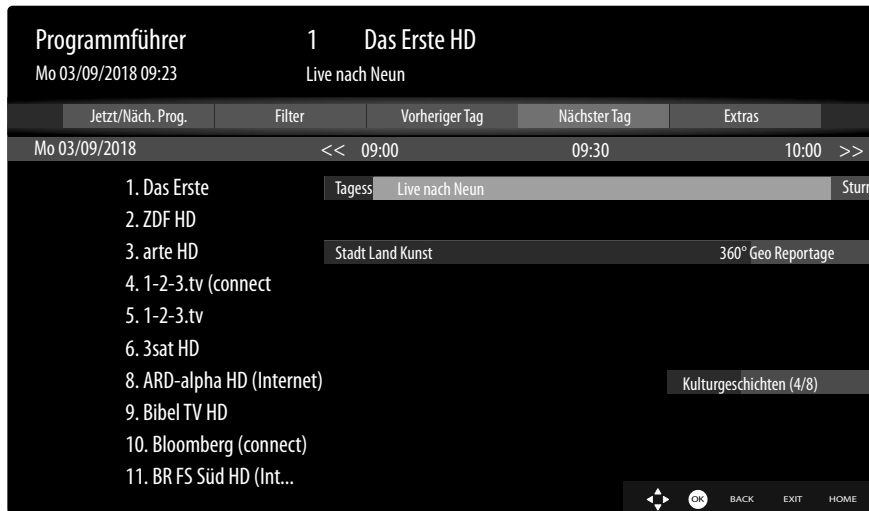 Programmführer 1 Das Erste HD
Mo 03/09/2018 09:23 Live nach Neun
Jetzt/Näch. Prog. Filter Vorheriger Tag Nächster Tag Extras
Mo 03/09/2018 << 09:00 09:30 10:00 >>
1. Das Erste Tagess Live nach Neun Sturm
2. ZDF HD
3. arte HD Stadt Land Kunst 360° Geo Reportage
4. 1-2-3.tv (connect
5. 1-2-3.tv
6. 3sat HD
8. ARD-alpha HD (Internet) Kulturgeschichten (4/8)
9. Bibel TV HD
10. Bloomberg (connect)
11. BR FS Süd HD (Int...
OK BACK EXIT HOME